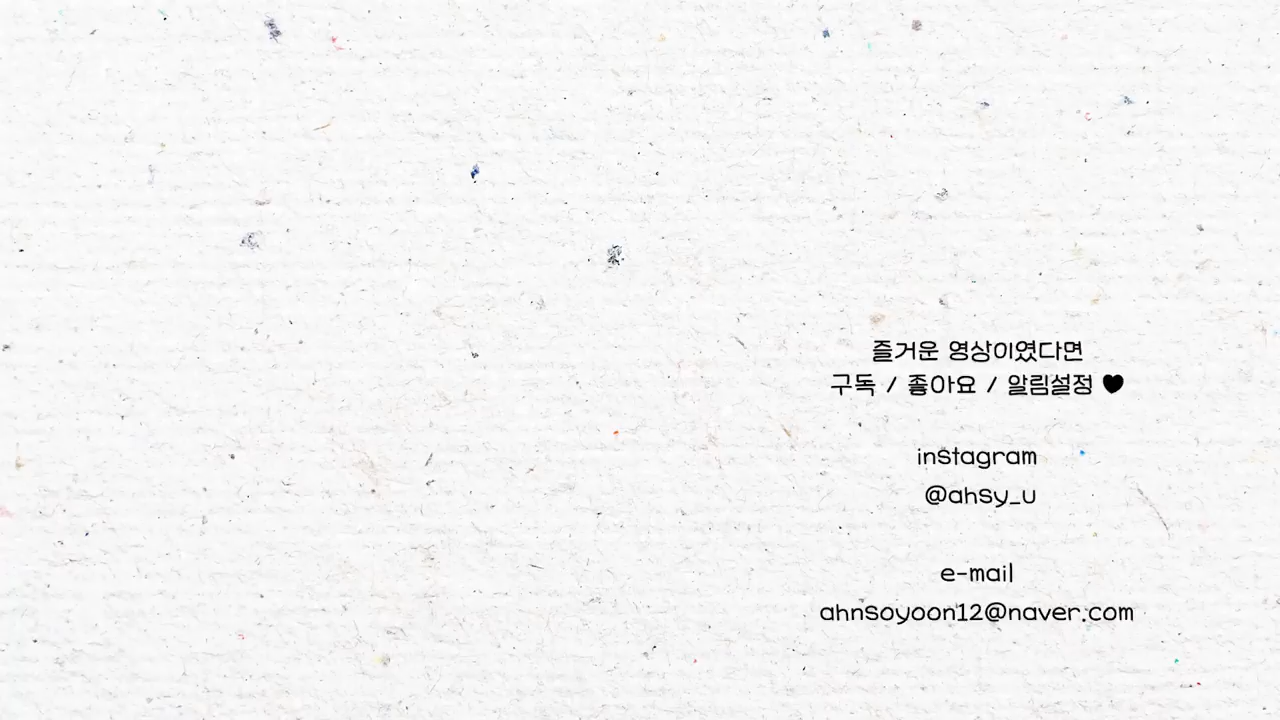 즐거운 영상이였다면
구독 / 좋아요 / 알림설정 ♥
instagram
@ahsy_u
e-mail
ahnsoyoon12@naver.com